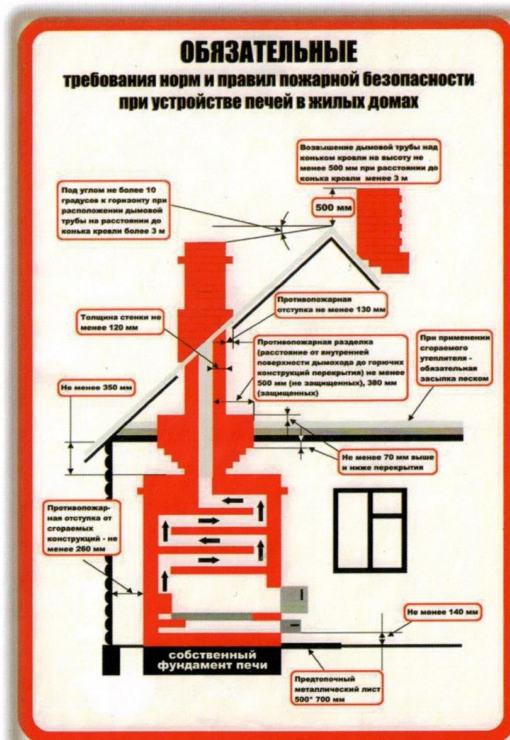 ОБЯЗАТЕЛЬНЫЕ
требования норм и правил пожарной безопасности
при устройстве печей в жилых домах
Возвышение дымовой трубы над
коньком кровли на высоту не
менее 500 мм при расстоянии до
конька кровли менее 3 м
Под углом не более 10
градусов к горизонту при
расположении дымовой
трубы на расстоянии до
конька кровли более 3 м
500 мм
Противопожарная
отступка не менее 130 мм
Толщина стенки не
менее 120 мм
Противопожарная разделка
(расстояние от внутренней
поверхности дымохода до горючих
конструкций перекрытия) не менее
500 мм (не защищенных), 380 мм
(защищенных)
При применении
сгораемого
утеплителя -
обязательная
засыпка песком
Не менее 350 мм
Не менее 70 мм выше
и ниже перекрытия
Противопожар-
ная отступка от
сгораемых
конструкций - не
менее 260 мм
Не менее 140 мм
собственный
фундамент печи
Предтопочный
металлический лист
500* 700 мм